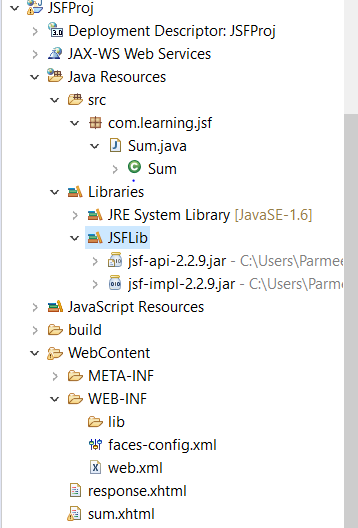 JSFProj
Deployment Descriptor: JSFProj
JAX-WS Web Services
Java Resources
src
com.learning.jsf
Sum.java
Sum
Libraries
JRE System Library [JavaSE-1.6]
JSFLib
jsf-api-2.2.9.jar - C:\Users\Parmee
jsf-impl-2.2.9.jar - C:\Users\Parme
JavaScript Resources
build
WebContent
META-INF
WEB-INF
lib
faces-config.xml
web.xml
response.xhtml
sum.xhtml